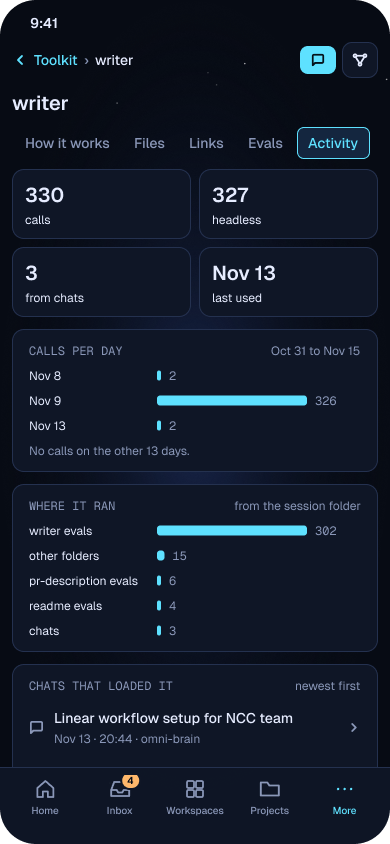 9:41
Toolkit › writer
writer
How it works Files Links Evals Activity
330 327
calls headless
3 Nov 13
from chats last used
CALLS PER DAY Oct 31 to Nov 15
Nov 8 2
Nov 9 326
Nov 13 2
No calls on the other 13 days.
WHERE IT RAN from the session folder
writer evals 302
other folders 15
pr-description evals 6
readme evals 4
chats 3
CHATS THAT LOADED IT newest first
Linear workflow setup for NCC team
Nov 13 · 20:44 · omni-brain
4
Home Inbox Workspaces Projects More